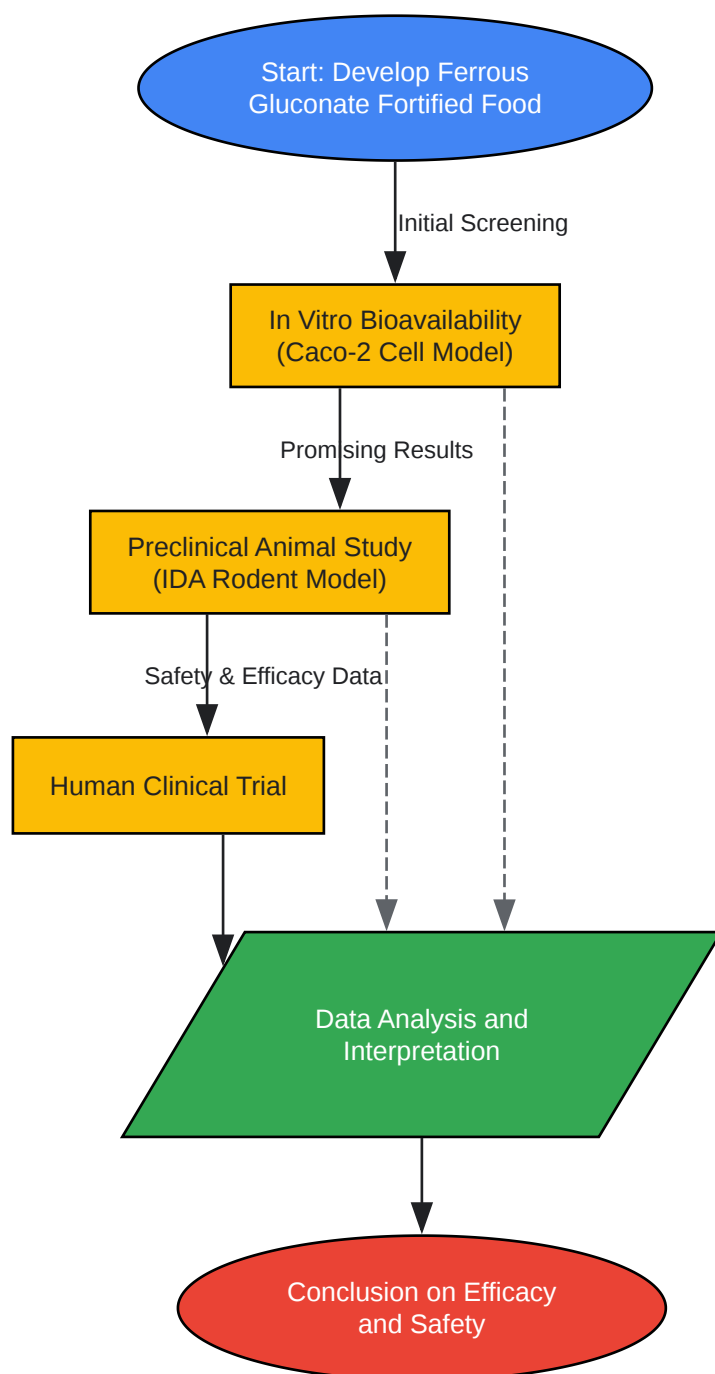 Start: Develop Ferrous
Gluconate Fortified Food
Initial Screening
In Vitro Bioavailability
(Caco-2 Cell Model)
Promising Results
Preclinical Animal Study
(IDA Rodent Model)
Safety & Efficacy Data
Human Clinical Trial
Data Analysis and
Interpretation
Conclusion on Efficacy
and Safety